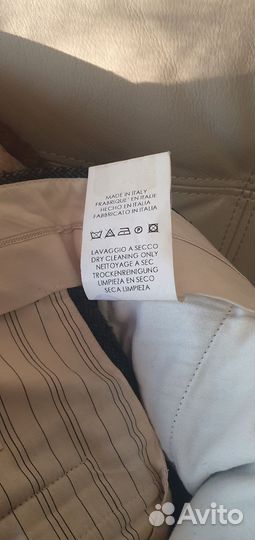 MADE IN ITALY
FRABRIQUE' EN ITALIE
HECHO EN ITALIA
FABBRICATO IN ITALIA
LAVAGGIO A SECCO
DRY CLEANING ONLY
NETTOYAGE A SEC
TROCKENREINIGUNG
LIMPIEZA EN SECO
SECA LIMPIEZA
Avito